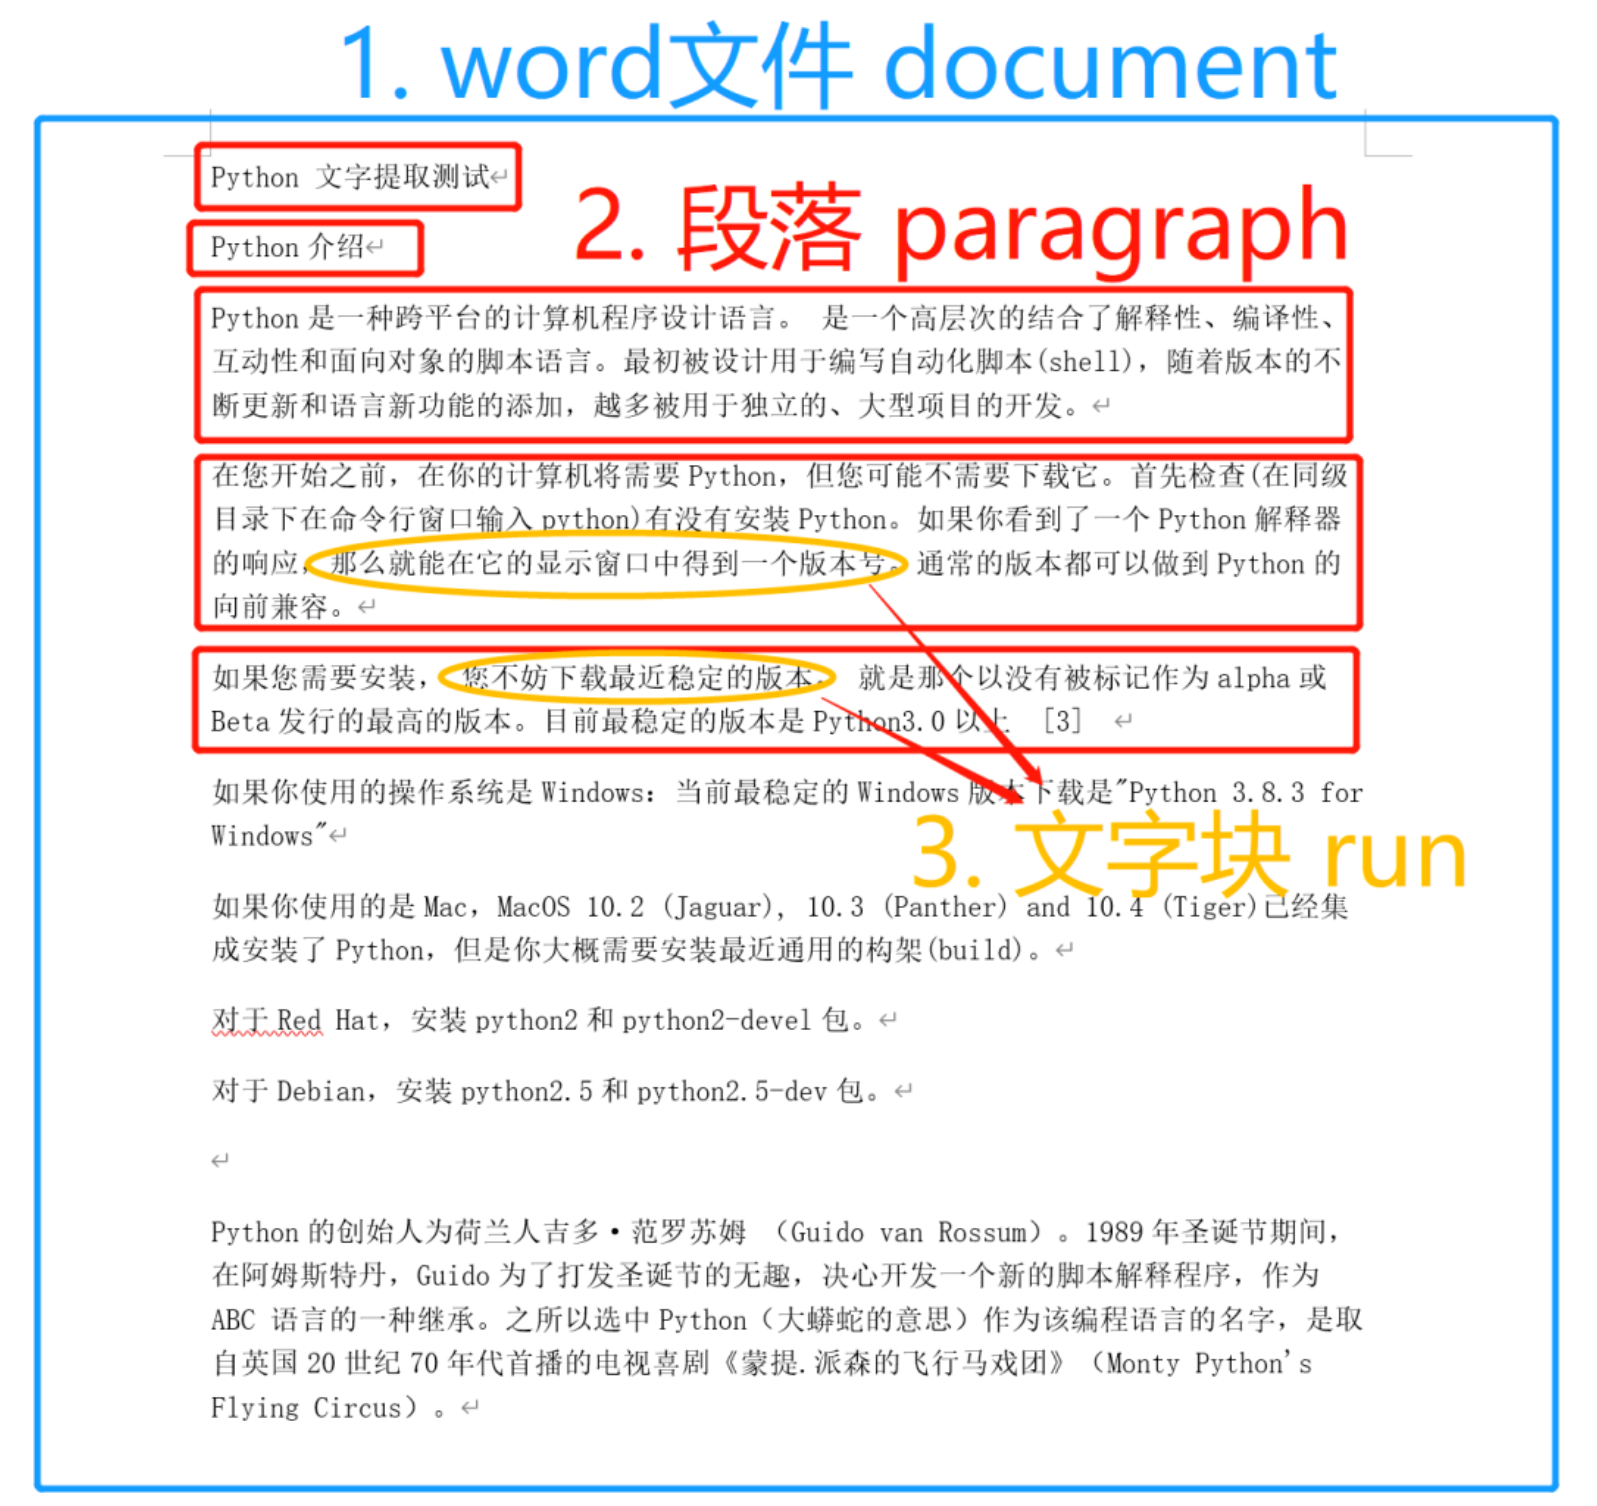 1. word文件 document
Python 文字提取测试
2. 段落 paragraph
Python 介绍
Python 是一种跨平台的计算机程序设计语言。 是一个高层次的结合了解释性、编译性、
互动性和面向对象的脚本语言。最初被设计用于编写自动化脚本(shell)，随着版本的不
断更新和语言新功能的添加，越多被用于独立的、大型项目的开发。
在您开始之前，在你的计算机将需要 Python，但您可能不需要下载它。首先检查(在同级
目录下在命令行窗口输入 python)有没有安装 Python。如果你看到了一个 Python 解释器
的响应，那么就能在它的显示窗口中得到一个版本号。通常的版本都可以做到 Python 的
向前兼容。
如果您需要安装， 您不妨下载最近稳定的版本。 就是那个以没有被标记作为 alpha 或
Beta 发行的最高的版本。目前最稳定的版本是 Python3.0 以上 [3]
如果你使用的操作系统是 Windows：当前最稳定的 Windows 版本下载是"Python 3.8.3 for
Windows"
3. 文字块 run
如果你使用的是 Mac，MacOS 10.2 (Jaguar), 10.3 (Panther) and 10.4 (Tiger)已经集
成安装了 Python，但是你大概需要安装最近通用的构架(build)。
对于 Red Hat，安装 python2 和 python2-devel 包。
对于 Debian，安装 python2.5 和 python2.5-dev 包。
Python 的创始人为荷兰人吉多·范罗苏姆 （Guido van Rossum）。1989 年圣诞节期间，
在阿姆斯特丹，Guido 为了打发圣诞节的无趣，决心开发一个新的脚本解释程序，作为
ABC 语言的一种继承。之所以选中 Python（大蟒蛇的意思）作为该编程语言的名字，是取
自英国 20 世纪 70 年代首播的电视喜剧《蒙提.派森的飞行马戏团》（Monty Python's
Flying Circus）。